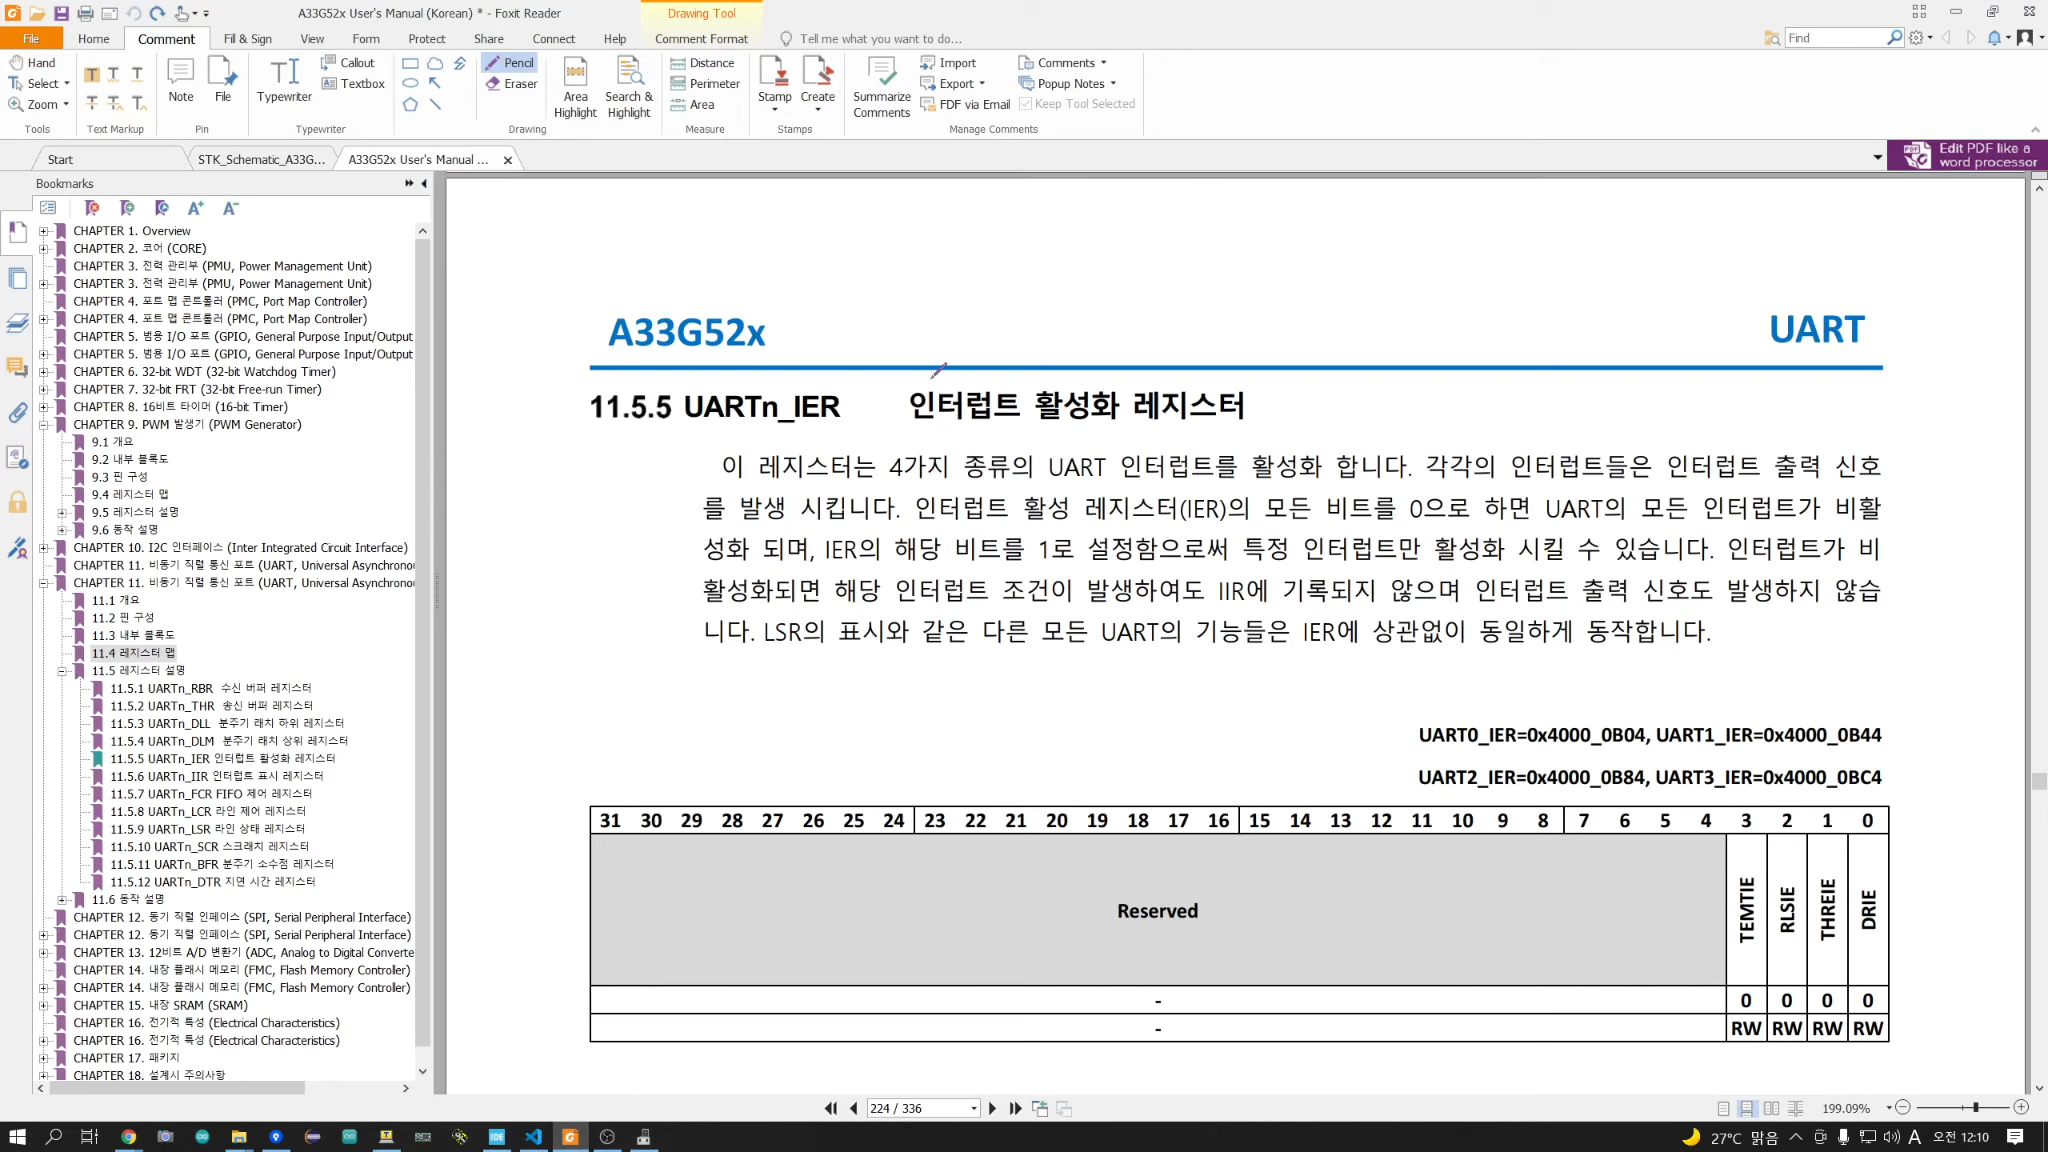 A33G52x User's Manual (Korean) * - Foxit Reader
Drawing Tool
File
Home
Comment
Fill & Sign
View
Form
Protect
Share
Connect
Help
Comment Format
Tell me what you want to do...
Find
Hand
Select
Zoom
Tools
Text Markup
Note
File
Pin
Typewriter
Callout
Textbox
Typewriter
Pencil
Eraser
Area Highlight
Search & Highlight
Drawing
Distance
Perimeter
Area
Measure
Stamp
Create
Stamps
Summarize Comments
Import
Export
FDF via Email
Comments
Popup Notes
Keep Tool Selected
Manage Comments
Start
STK_Schematic_A33G...
A33G52x User's Manual ...
Edit PDF like a
word processor
Bookmarks
CHAPTER 1. Overview
CHAPTER 2. 코어 (CORE)
CHAPTER 3. 전력 관리부 (PMU, Power Management Unit)
CHAPTER 3. 전력 관리부 (PMU, Power Management Unit)
CHAPTER 4. 포트 맵 콘트롤러 (PMC, Port Map Controller)
CHAPTER 4. 포트 맵 콘트롤러 (PMC, Port Map Controller)
CHAPTER 5. 범용 I/O 포트 (GPIO, General Purpose Input/Output
CHAPTER 5. 범용 I/O 포트 (GPIO, General Purpose Input/Output
CHAPTER 6. 32-bit WDT (32-bit Watchdog Timer)
CHAPTER 7. 32-bit FRT (32-bit Free-run Timer)
CHAPTER 8. 16비트 타이머 (16-bit Timer)
CHAPTER 9. PWM 발생기 (PWM Generator)
9.1 개요
9.2 내부 블록도
9.3 핀 구성
9.4 레지스터 맵
9.5 레지스터 설명
9.6 동작 설명
CHAPTER 10. I2C 인터페이스 (Inter Integrated Circuit Interface)
CHAPTER 11. 비동기 직렬 통신 포트 (UART, Universal Asynchrono
CHAPTER 11. 비동기 직렬 통신 포트 (UART, Universal Asynchrono
11.1 개요
11.2 핀 구성
11.3 내부 블록도
11.4 레지스터 맵
11.5 레지스터 설명
11.5.1 UARTn_RBR 수신 버퍼 레지스터
11.5.2 UARTn_THR 송신 버퍼 레지스터
11.5.3 UARTn_DLL 분주기 래치 하위 레지스터
11.5.4 UARTn_DLM 분주기 래치 상위 레지스터
11.5.5 UARTn_IER 인터럽트 활성화 레지스터
11.5.6 UARTn_IIR 인터럽트 표시 레지스터
11.5.7 UARTn_FCR FIFO 제어 레지스터
11.5.8 UARTn_LCR 라인 제어 레지스터
11.5.9 UARTn_LSR 라인 상태 레지스터
11.5.10 UARTn_SCR 스크래치 레지스터
11.5.11 UARTn_BFR 분주기 소수점 레지스터
11.5.12 UARTn_DTR 지연 시간 레지스터
11.6 동작 설명
CHAPTER 12. 동기 직렬 인페이스 (SPI, Serial Peripheral Interface)
CHAPTER 12. 동기 직렬 인페이스 (SPI, Serial Peripheral Interface)
CHAPTER 13. 12비트 A/D 변환기 (ADC, Analog to Digital Converte
CHAPTER 14. 내장 플래시 메모리 (FMC, Flash Memory Controller)
CHAPTER 14. 내장 플래시 메모리 (FMC, Flash Memory Controller)
CHAPTER 15. 내장 SRAM (SRAM)
CHAPTER 16. 전기적 특성 (Electrical Characteristics)
CHAPTER 16. 전기적 특성 (Electrical Characteristics)
CHAPTER 17. 패키지
CHAPTER 18. 설계시 주의사항
A33G52x UART
11.5.5 UARTn_IER 인터럽트 활성화 레지스터
이 레지스터는 4가지 종류의 UART 인터럽트를 활성화 합니다. 각각의 인터럽트들은 인터럽트 출력 신호
를 발생 시킵니다. 인터럽트 활성 레지스터(IER)의 모든 비트를 0으로 하면 UART의 모든 인터럽트가 비활
성화 되며, IER의 해당 비트를 1로 설정함으로써 특정 인터럽트만 활성화 시킬 수 있습니다. 인터럽트가 비
활성화되면 해당 인터럽트 조건이 발생하여도 IIR에 기록되지 않으며 인터럽트 출력 신호도 발생하지 않습
니다. LSR의 표시와 같은 다른 모든 UART의 기능들은 IER에 상관없이 동일하게 동작합니다.
UART0_IER=0x4000_0B04, UART1_IER=0x4000_0B44
UART2_IER=0x4000_0B84, UART3_IER=0x4000_0BC4
31 30 29 28 27 26 25 24 23 22 21 20 19 18 17 16 15 14 13 12 11 10 9 8 7 6 5 4 3 2 1 0
Reserved TEMTIE RLSIE THREIE DRIE
- 0 0 0 0
- RW RW RW RW
224 / 336
199.09%
27°C 맑음
A
오전 12:10